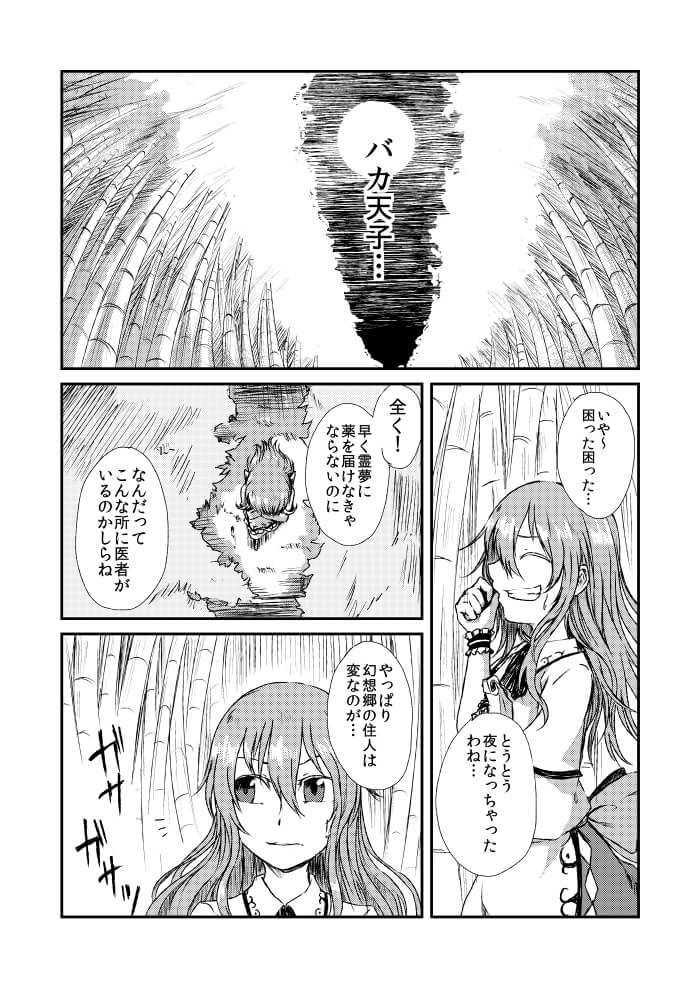 バカ天子…
いや～
困った困った…
とうとう
夜になっちゃった
わね…
全く！
早く霊夢に
薬を届けなきゃ
ならないのに
なんだって
こんな所に医者が
いるのかしらね
やっぱり
幻想郷の住人は
変なのが…
ガサ
ガサッ